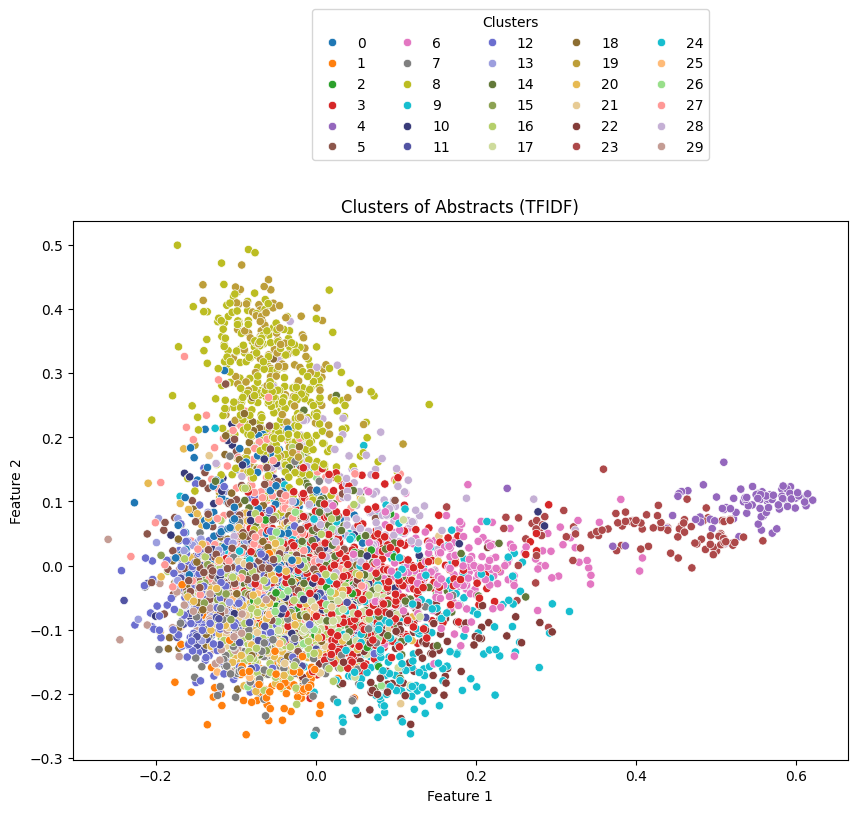 Clusters
0 6 12 18 24
1 7 13 19 25
2 8 14 20 26
3 9 15 21 27
4 10 16 22 28
5 11 17 23 29
Clusters of Abstracts (TFIDF)
0.5
0.4
0.3
0.2
0.1
0.0
−0.1
−0.2
−0.3
Feature 2
−0.2 0.0 0.2 0.4 0.6
Feature 1